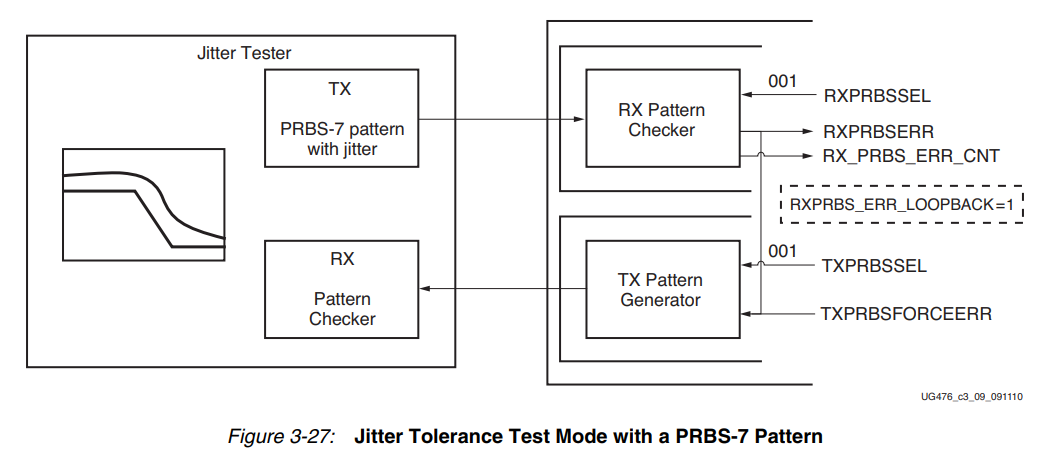 Jitter Tester
TX
PRBS-7 pattern
with jitter
RX
Pattern
Checker
RX Pattern
Checker
001
RXPRBSSEL
RXPRBSERR
RX_PRBS_ERR_CNT
RXPRBS_ERR_LOOPBACK=1
TX Pattern
Generator
001
TXPRBSSEL
TXPRBSFORCEERR
UG476_c3_09_091110
Figure 3-27: Jitter Tolerance Test Mode with a PRBS-7 Pattern